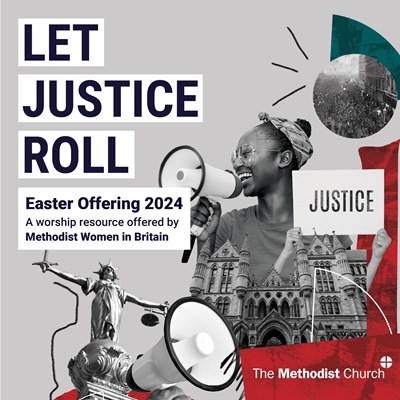 LET
JUSTICE
ROLL
Easter Offering 2024
A worship resource offered by
Methodist Women in Britain
JUSTICE
The Methodist Church